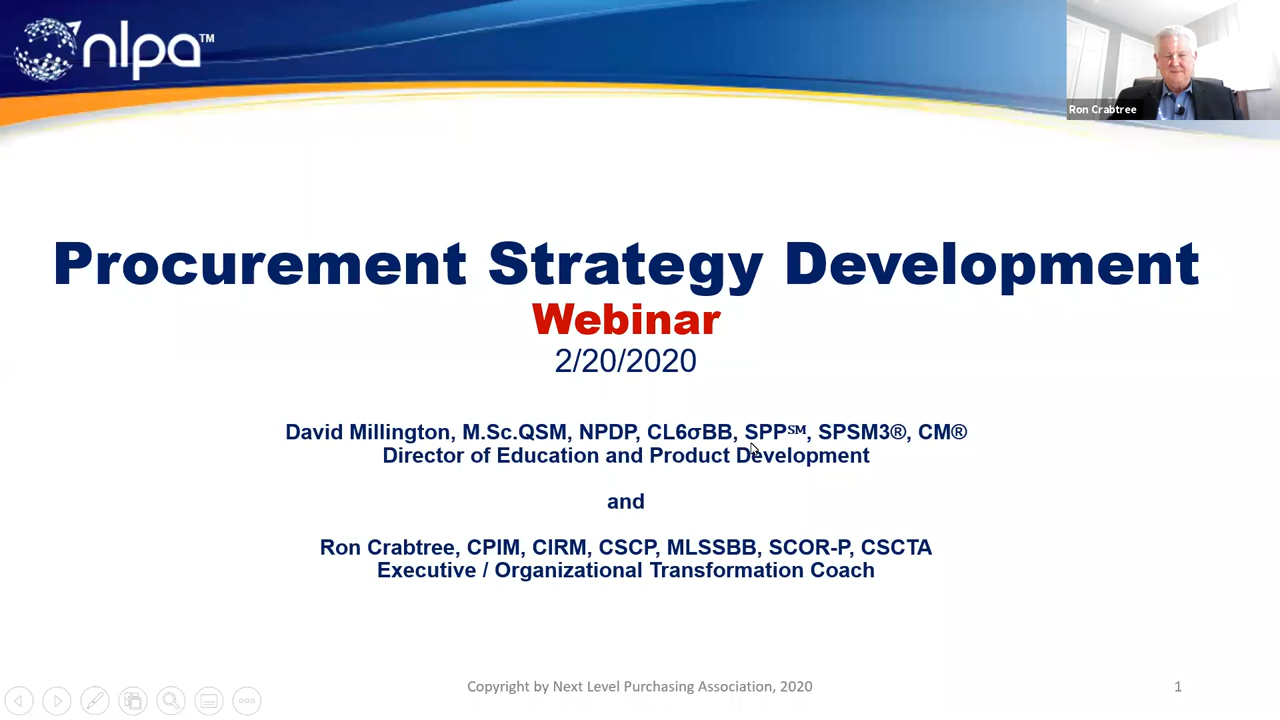 nlpa™
Ron Crabtree
Procurement Strategy Development
Webinar
2/20/2020
David Millington, M.Sc.QSM, NPDP, CL6σBB, SPP℠, SPSM3®, CM®
Director of Education and Product Development
and
Ron Crabtree, CPIM, CIRM, CSCP, MLSSBB, SCOR-P, CSCTA
Executive / Organizational Transformation Coach
Copyright by Next Level Purchasing Association, 2020
1